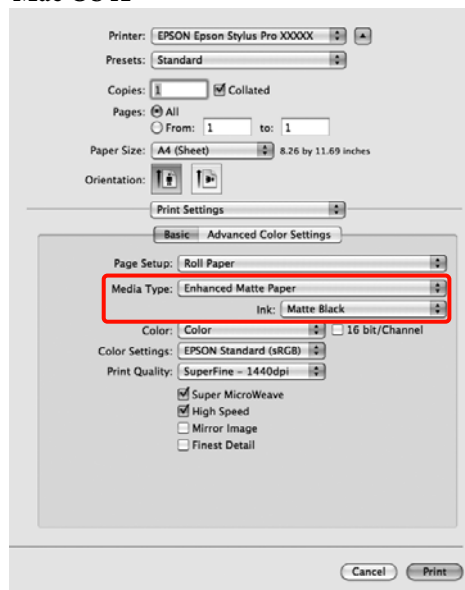 Printer: EPSON Epson Stylus Pro XXXXX
Presets: Standard
Copies: 1 Collated
Pages: All
From: 1 to: 1
Paper Size: A4 (Sheet) 8.26 by 11.69 inches
Orientation:
Print Settings
Basic Advanced Color Settings
Page Setup: Roll Paper
Media Type: Enhanced Matte Paper
Ink: Matte Black
Color: Color 16 bit/Channel
Color Settings: EPSON Standard (sRGB)
Print Quality: SuperFine – 1440dpi
Super MicroWeave
High Speed
Mirror Image
Finest Detail
Cancel Print